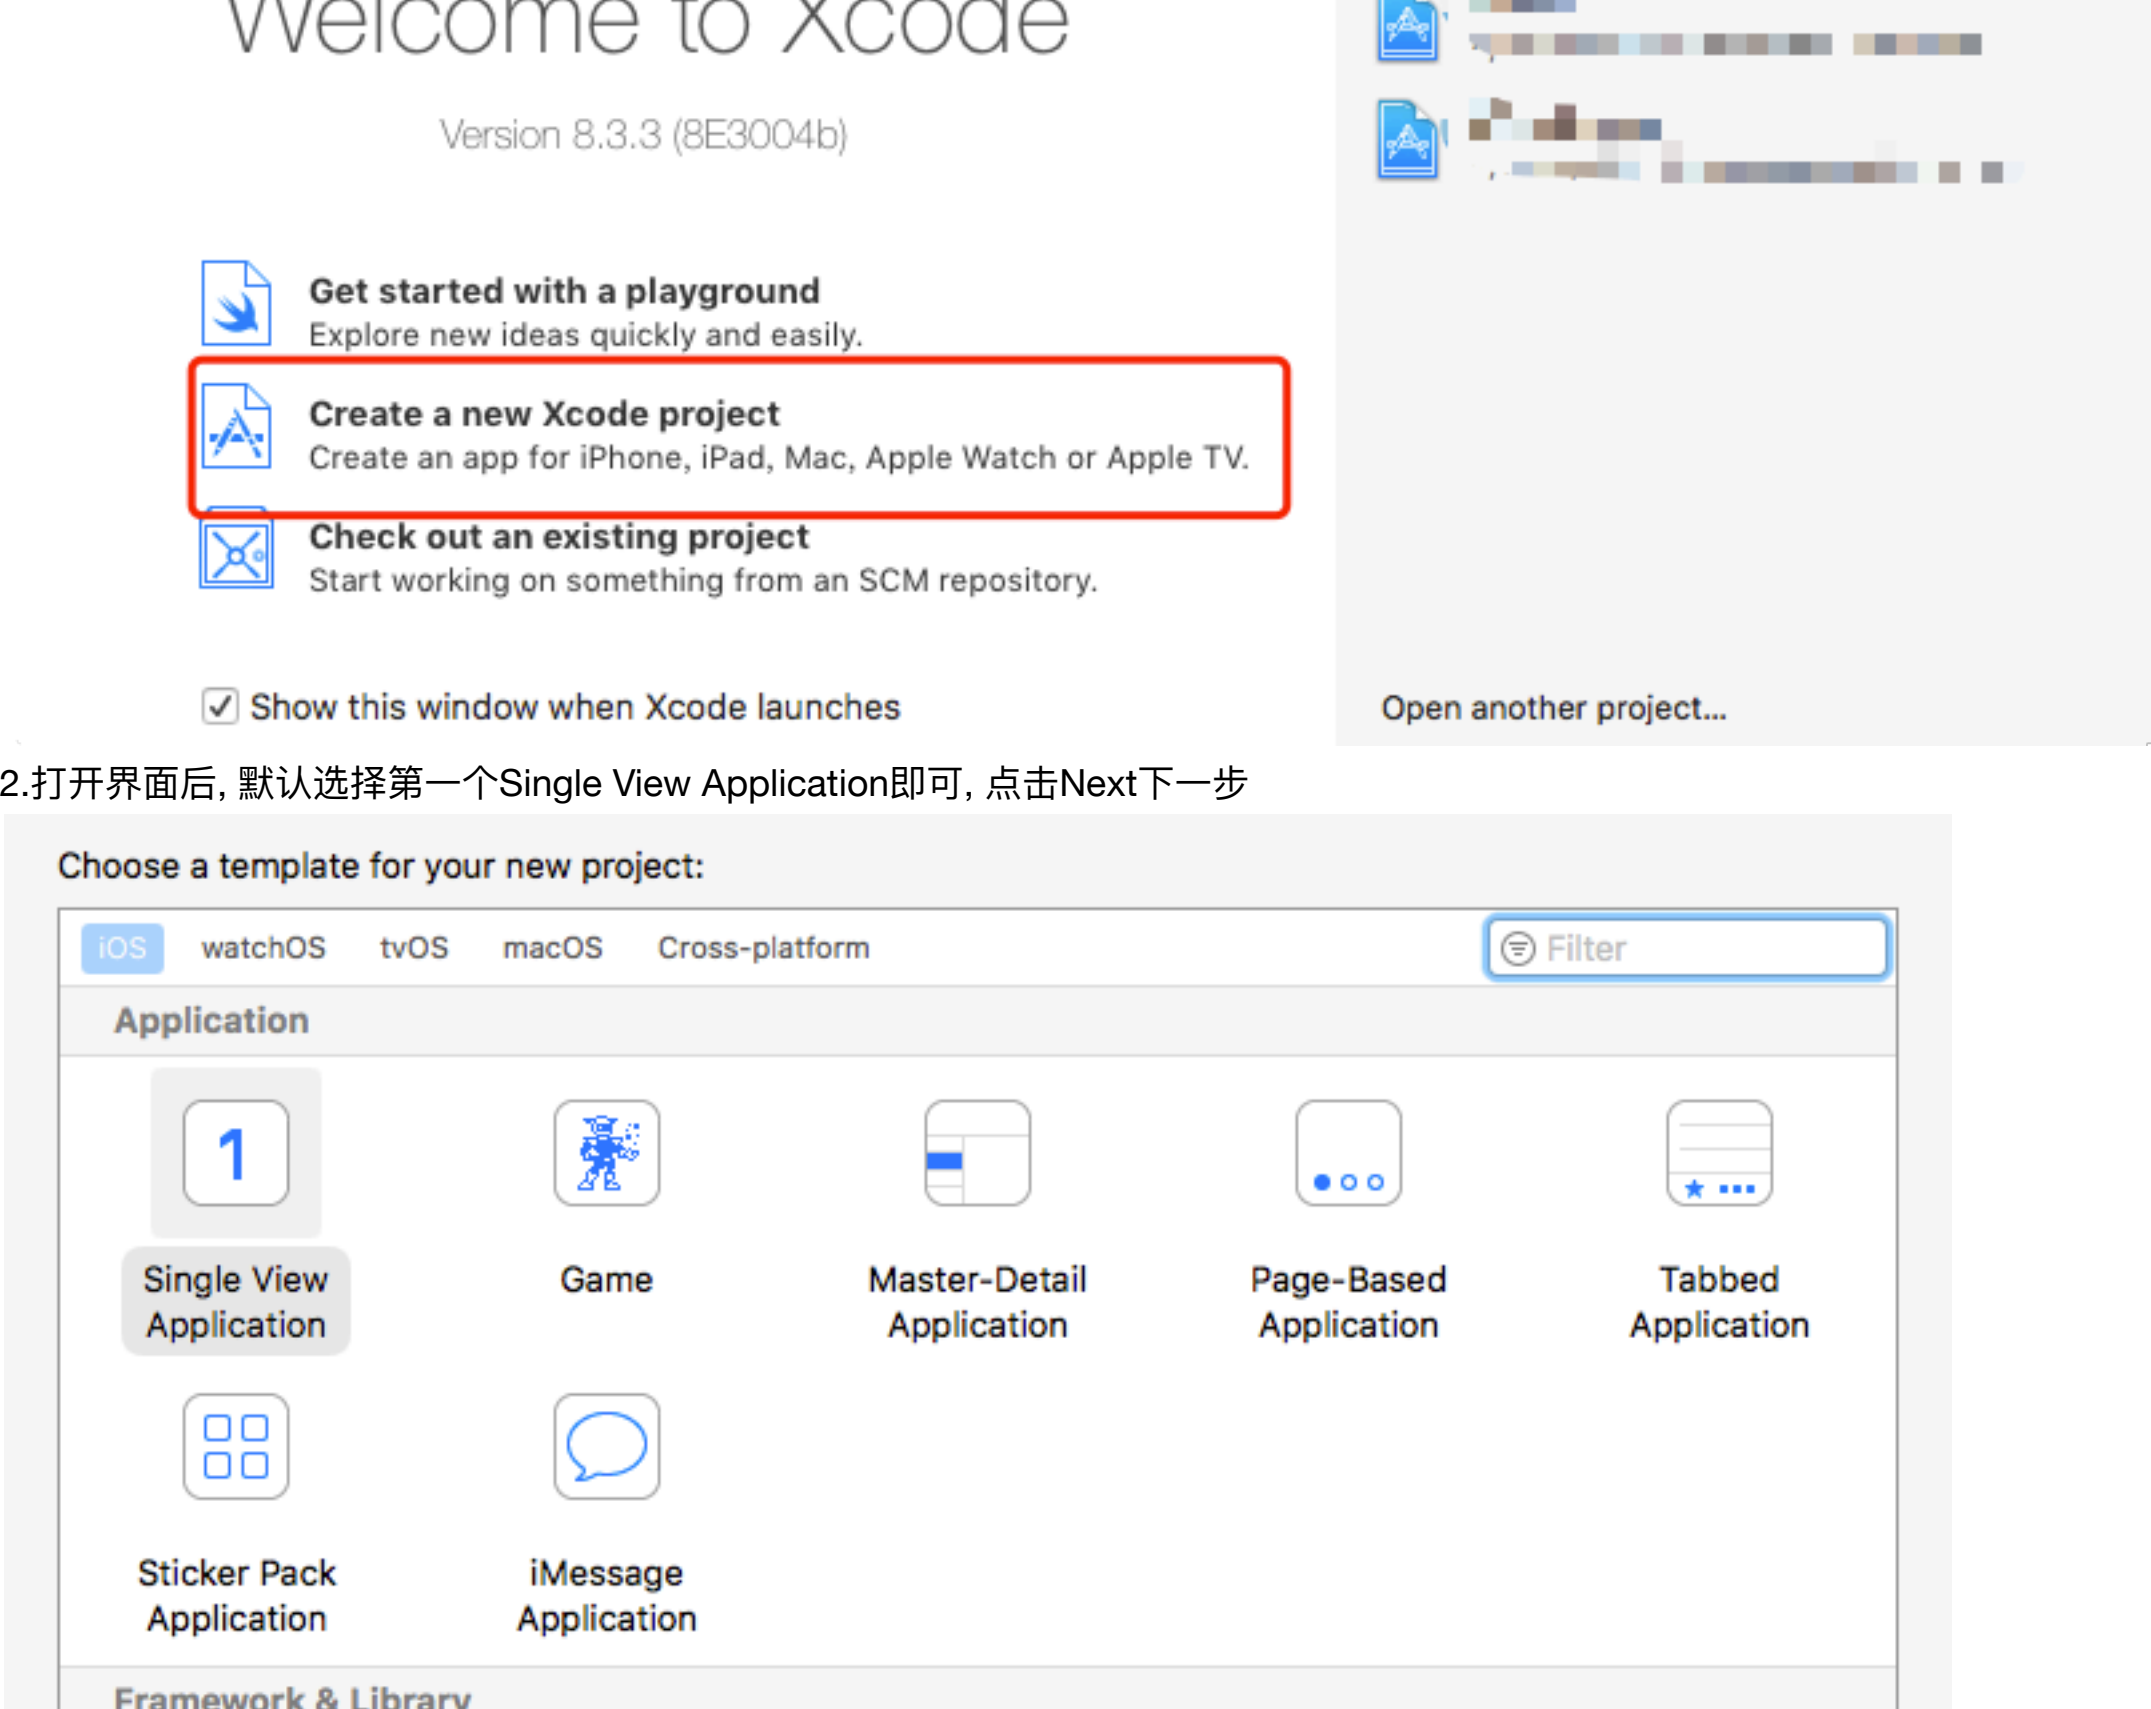 Welcome to Xcode
Version 8.3.3 (8E3004b)
Get started with a playground
Explore new ideas quickly and easily.
Create a new Xcode project
Create an app for iPhone, iPad, Mac, Apple Watch or Apple TV.
Check out an existing project
Start working on something from an SCM repository.
Show this window when Xcode launches
Open another project...
2.打开界面后, 默认选择第一个Single View Application即可, 点击Next下一步
Choose a template for your new project:
iOS watchOS tvOS macOS Cross-platform Filter
Application
1
Single View Application
Game
Master-Detail Application
Page-Based Application
Tabbed Application
Sticker Pack Application
iMessage Application
Framework & Library